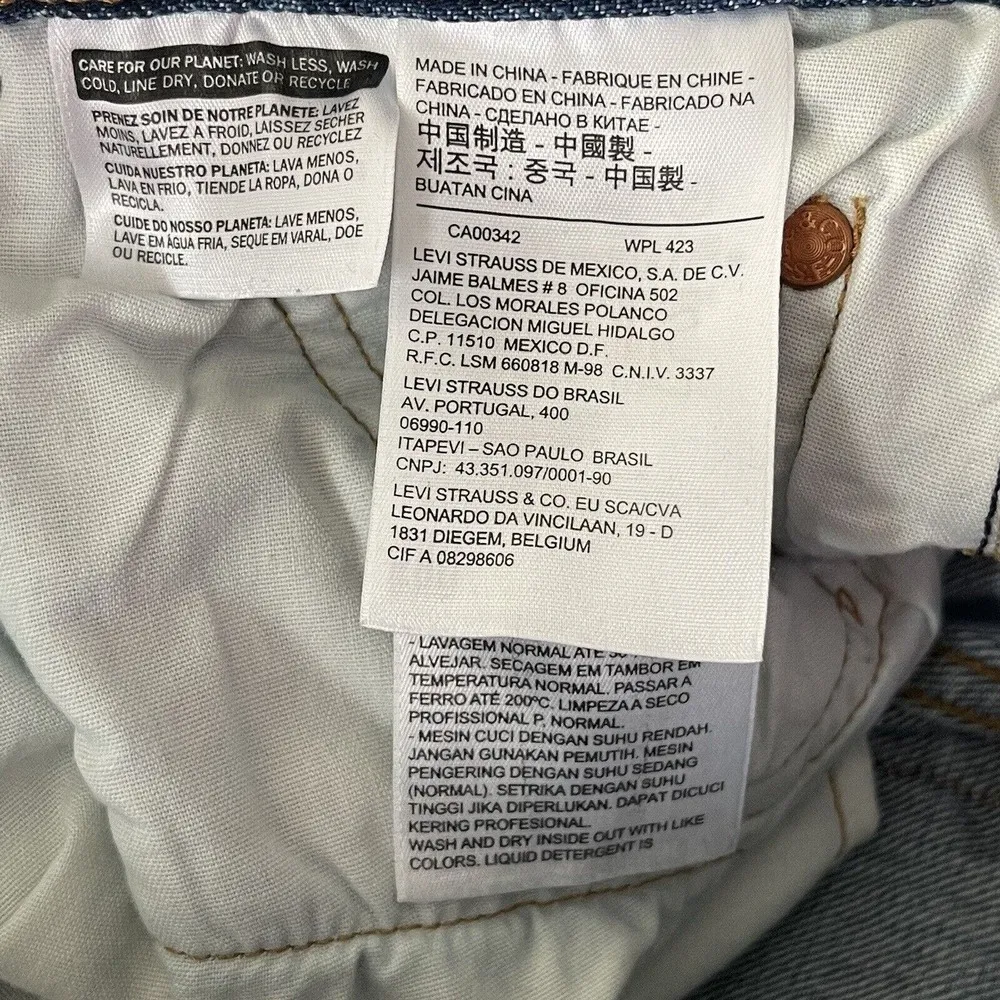 CARE FOR OUR PLANET: WASH LESS, WASH
COLD, LINE DRY, DONATE OR RECYCLE
PRENEZ SOIN DE NOTRE PLANETE: LAVEZ
MOINS, LAVEZ A FROID, LAISSEZ SECHER
NATURELLEMENT, DONNEZ OU RECYCLEZ
CUIDA NUESTRO PLANETA: LAVA MENOS,
LAVA EN FRIO, TIENDE LA ROPA, DONA O
RECICLA.
CUIDE DO NOSSO PLANETA: LAVE MENOS,
LAVE EM AGUA FRIA, SEQUE EM VARAL, DOE
OU RECICLE.
MADE IN CHINA - FABRIQUE EN CHINE -
FABRICADO EN CHINA - FABRICADO NA
CHINA - СДЕЛАНО В КИТАЕ -
中国制造 - 中國製 -
제조국 : 중국 - 中国製 -
BUATAN CINA
CA00342 WPL 423
LEVI STRAUSS DE MEXICO, S.A. DE C.V.
JAIME BALMES # 8 OFICINA 502
COL. LOS MORALES POLANCO
DELEGACION MIGUEL HIDALGO
C.P. 11510 MEXICO D.F.
R.F.C. LSM 660818 M-98 C.N.I.V. 3337
LEVI STRAUSS DO BRASIL
AV. PORTUGAL, 400
06990-110
ITAPEVI – SAO PAULO BRASIL
CNPJ: 43.351.097/0001-90
LEVI STRAUSS & CO. EU SCA/CVA
LEONARDO DA VINCILAAN, 19 - D
1831 DIEGEM, BELGIUM
CIF A 08298606
- LAVAGEM NORMAL ATÉ
ALVEJAR. SECAGEM EM TAMBOR EM
TEMPERATURA NORMAL. PASSAR A
FERRO ATÉ 200ºC. LIMPEZA A SECO
PROFISSIONAL P, NORMAL.
- MESIN CUCI DENGAN SUHU RENDAH.
JANGAN GUNAKAN PEMUTIH. MESIN
PENGERING DENGAN SUHU SEDANG
(NORMAL). SETRIKA DENGAN SUHU
TINGGI JIKA DIPERLUKAN. DAPAT DICUCI
KERING PROFESIONAL.
WASH AND DRY INSIDE OUT WITH LIKE
COLORS. LIQUID DETERGENT IS